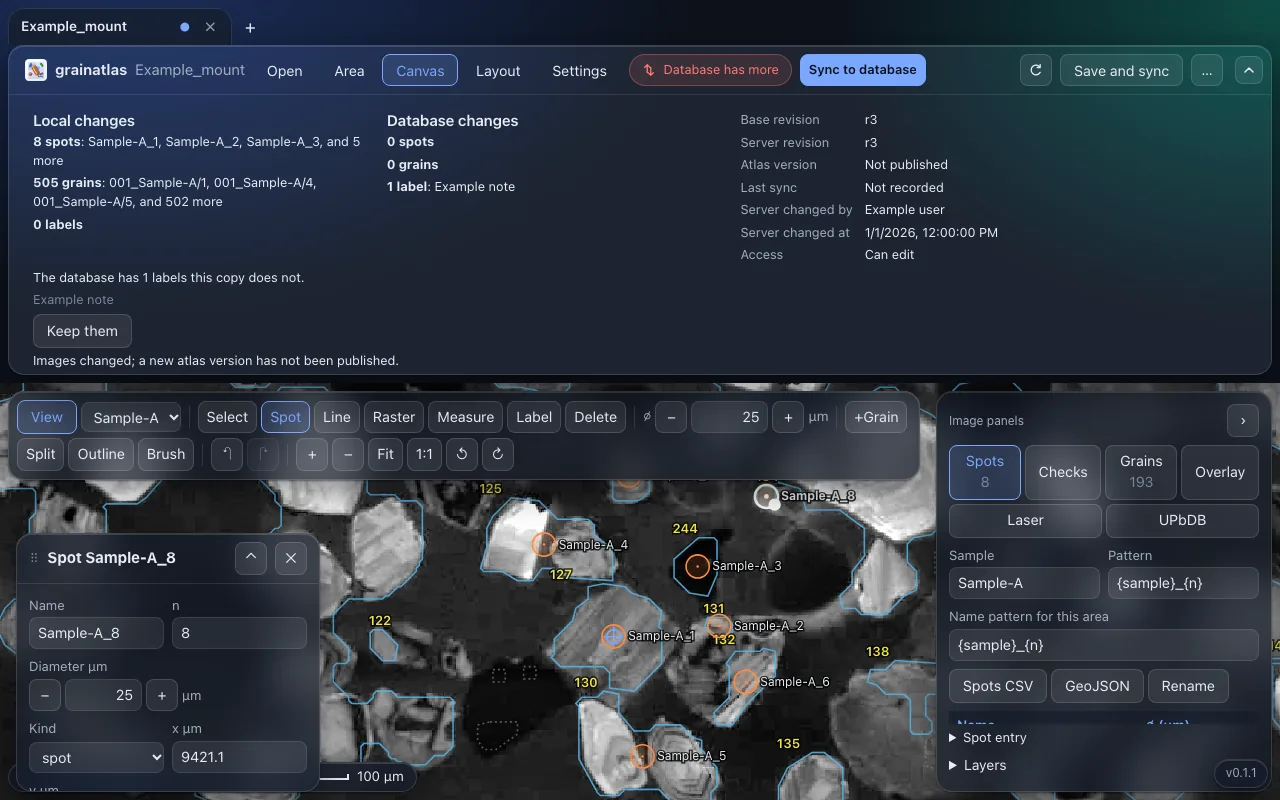 Example_mount
grainatlas Example_mount Open Area Canvas Layout Settings Database has more Sync to database Save and sync ...
Local changes
8 spots: Sample-A_1, Sample-A_2, Sample-A_3, and 5
more
505 grains: 001_Sample-A/1, 001_Sample-A/4,
001_Sample-A/5, and 502 more
0 labels
Database changes
0 spots
0 grains
1 label: Example note
Base revision r3
Server revision r3
Atlas version Not published
Last sync Not recorded
Server changed by Example user
Server changed at 1/1/2026, 12:00:00 PM
Access Can edit
The database has 1 labels this copy does not.
Example note
Keep them
Images changed; a new atlas version has not been published.
View Sample-A Select Spot Line Raster Measure Label Delete ø − 25 + μm +Grain
Split Outline Brush + − Fit 1:1
125
Sample-A_8
244
Sample-A_4
127
Sample-A_3
131
Sample-A_2
132
122
Sample-A_1
138
130
Sample-A_6
135
Sample-A_5
100 μm
Spot Sample-A_8
Name n
Sample-A_8 8
Diameter μm
− 25 + μm
Kind x μm
spot 9421.1
Image panels
Spots 8 Checks Grains 193 Overlay
Laser UPbDB
Sample Pattern
Sample-A {sample}_{n}
Name pattern for this area
{sample}_{n}
Spots CSV GeoJSON Rename
Spot entry
Layers
v0.1.1